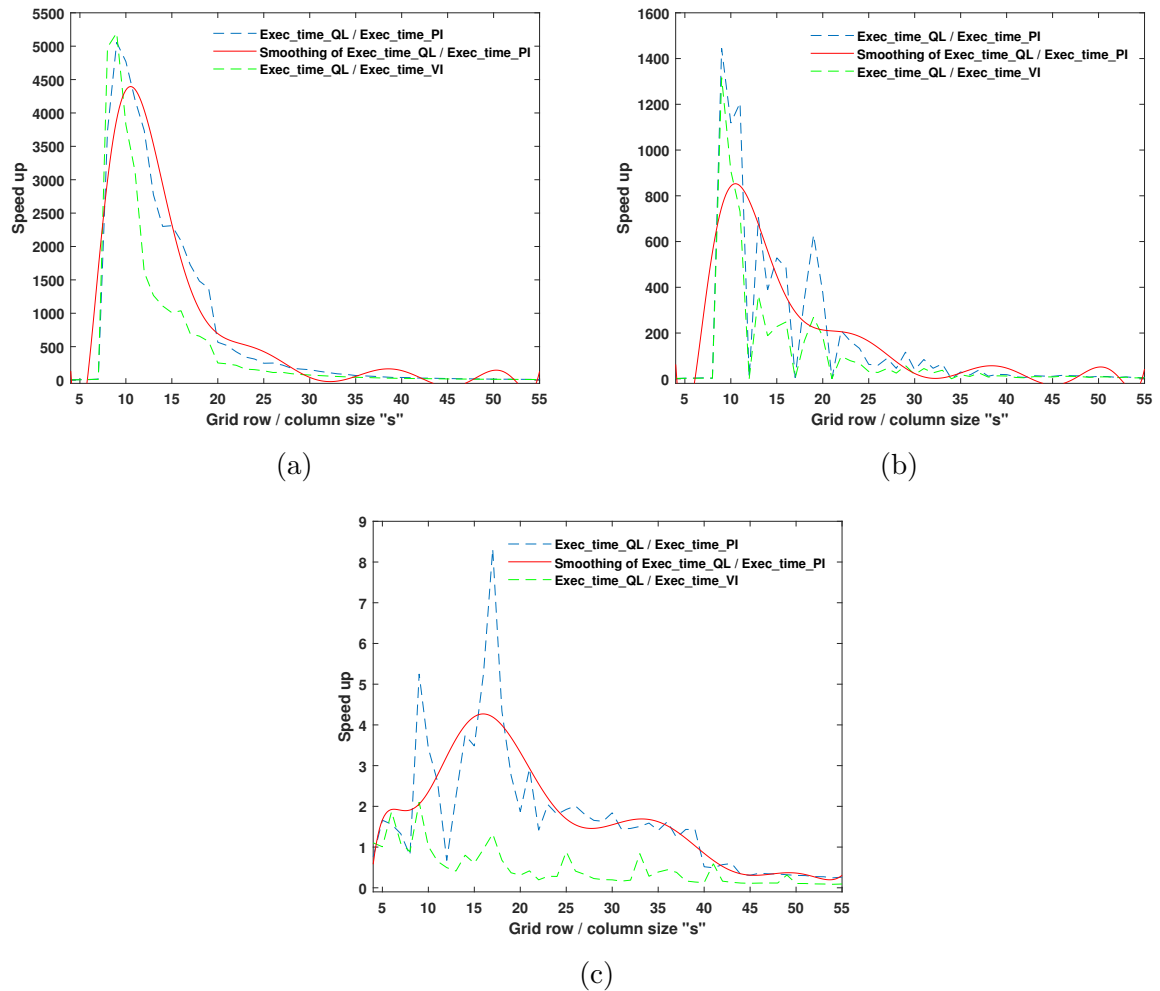 5500
5000
4500
4000
3500
3000
2500
2000
1500
1000
500
0
Speed up
Exec_time_QL / Exec_time_PI
Smoothing of Exec_time_QL / Exec_time_PI
Exec_time_QL / Exec_time_VI
5 10 15 20 25 30 35 40 45 50 55
Grid row / column size "s"
(a)
1600
1400
1200
1000
800
600
400
200
0
Speed up
Exec_time_QL / Exec_time_PI
Smoothing of Exec_time_QL / Exec_time_PI
Exec_time_QL / Exec_time_VI
5 10 15 20 25 30 35 40 45 50 55
Grid row / column size "s"
(b)
9
8
7
6
5
4
3
2
1
0
Speed up
Exec_time_QL / Exec_time_PI
Smoothing of Exec_time_QL / Exec_time_PI
Exec_time_QL / Exec_time_VI
5 10 15 20 25 30 35 40 45 50 55
Grid row / column size "s"
(c)